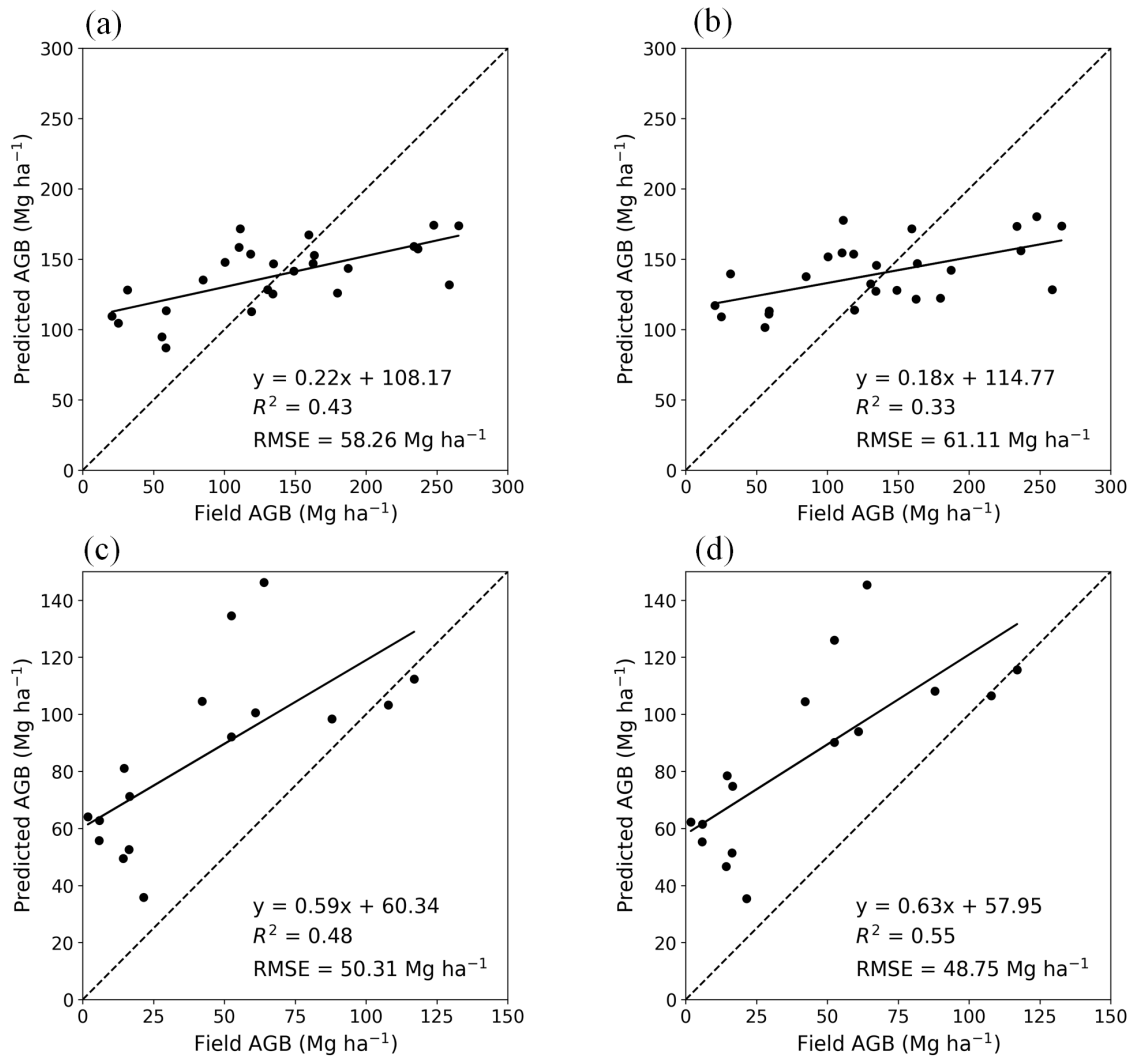 (a)
300
250
200
150
100
50
0
Predicted AGB (Mg ha⁻¹)
y = 0.22x + 108.17
R² = 0.43
RMSE = 58.26 Mg ha⁻¹
0 50 100 150 200 250 300
Field AGB (Mg ha⁻¹)
(b)
300
250
200
150
100
50
0
Predicted AGB (Mg ha⁻¹)
y = 0.18x + 114.77
R² = 0.33
RMSE = 61.11 Mg ha⁻¹
0 50 100 150 200 250 300
Field AGB (Mg ha⁻¹)
(c)
140
120
100
80
60
40
20
0
Predicted AGB (Mg ha⁻¹)
y = 0.59x + 60.34
R² = 0.48
RMSE = 50.31 Mg ha⁻¹
0 25 50 75 100 125 150
Field AGB (Mg ha⁻¹)
(d)
140
120
100
80
60
40
20
0
Predicted AGB (Mg ha⁻¹)
y = 0.63x + 57.95
R² = 0.55
RMSE = 48.75 Mg ha⁻¹
0 25 50 75 100 125 150
Field AGB (Mg ha⁻¹)